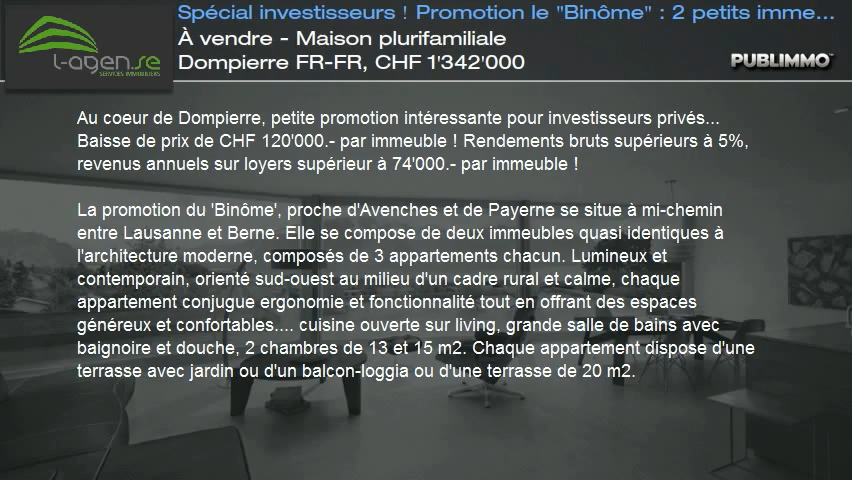 Spécial investisseurs ! Promotion le "Binôme" : 2 petits imme...
À vendre - Maison plurifamiliale
Dompierre FR-FR, CHF 1'342'000
l-agen.se
SERVICES IMMOBILIERS
PUBLIMMO
Au coeur de Dompierre, petite promotion intéressante pour investisseurs privés...
Baisse de prix de CHF 120'000.- par immeuble ! Rendements bruts supérieurs à 5%,
revenus annuels sur loyers supérieur à 74'000.- par immeuble !
La promotion du 'Binôme', proche d'Avenches et de Payerne se situe à mi-chemin
entre Lausanne et Berne. Elle se compose de deux immeubles quasi identiques à
l'architecture moderne, composés de 3 appartements chacun. Lumineux et
contemporain, orienté sud-ouest au milieu d'un cadre rural et calme, chaque
appartement conjugue ergonomie et fonctionnalité tout en offrant des espaces
généreux et confortables.... cuisine ouverte sur living, grande salle de bains avec
baignoire et douche, 2 chambres de 13 et 15 m2. Chaque appartement dispose d'une
terrasse avec jardin ou d'un balcon-loggia ou d'une terrasse de 20 m2.